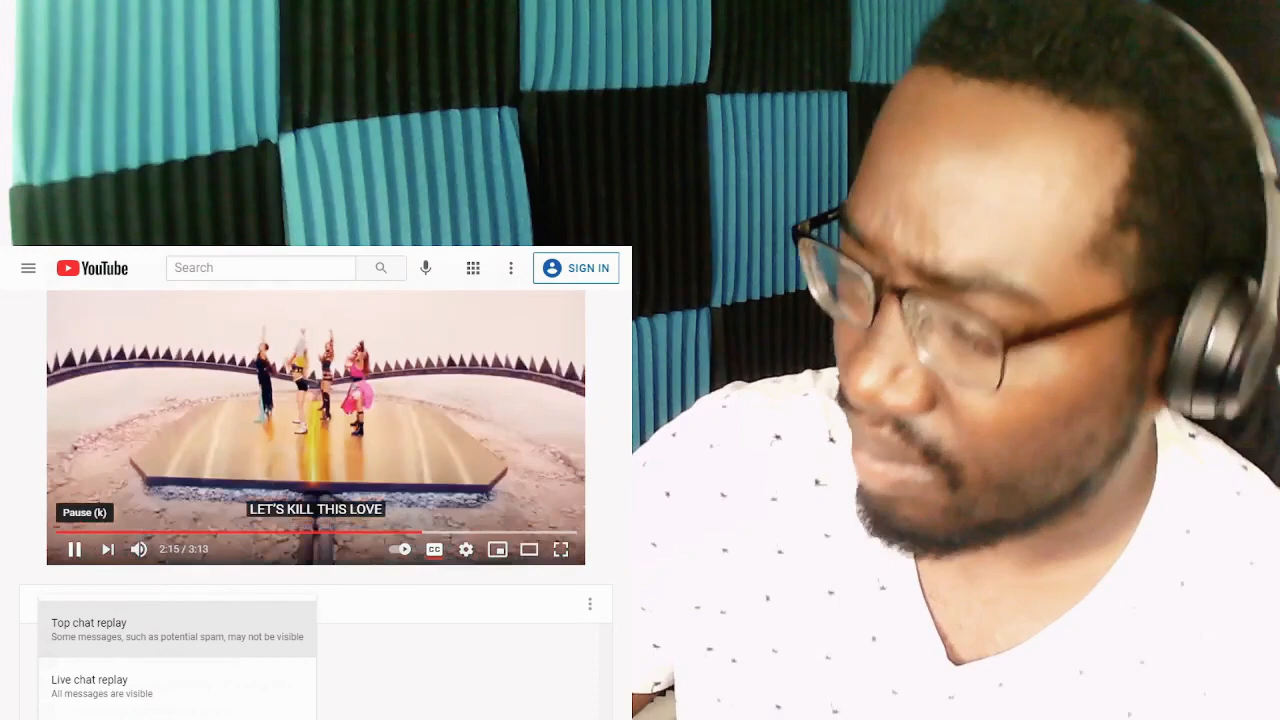 YouTube
Search
SIGN IN
LET'S KILL THIS LOVE
Pause (k)
2:15 / 3:13
CC
Top chat replay
Some messages, such as potential spam, may not be visible
Live chat replay
All messages are visible